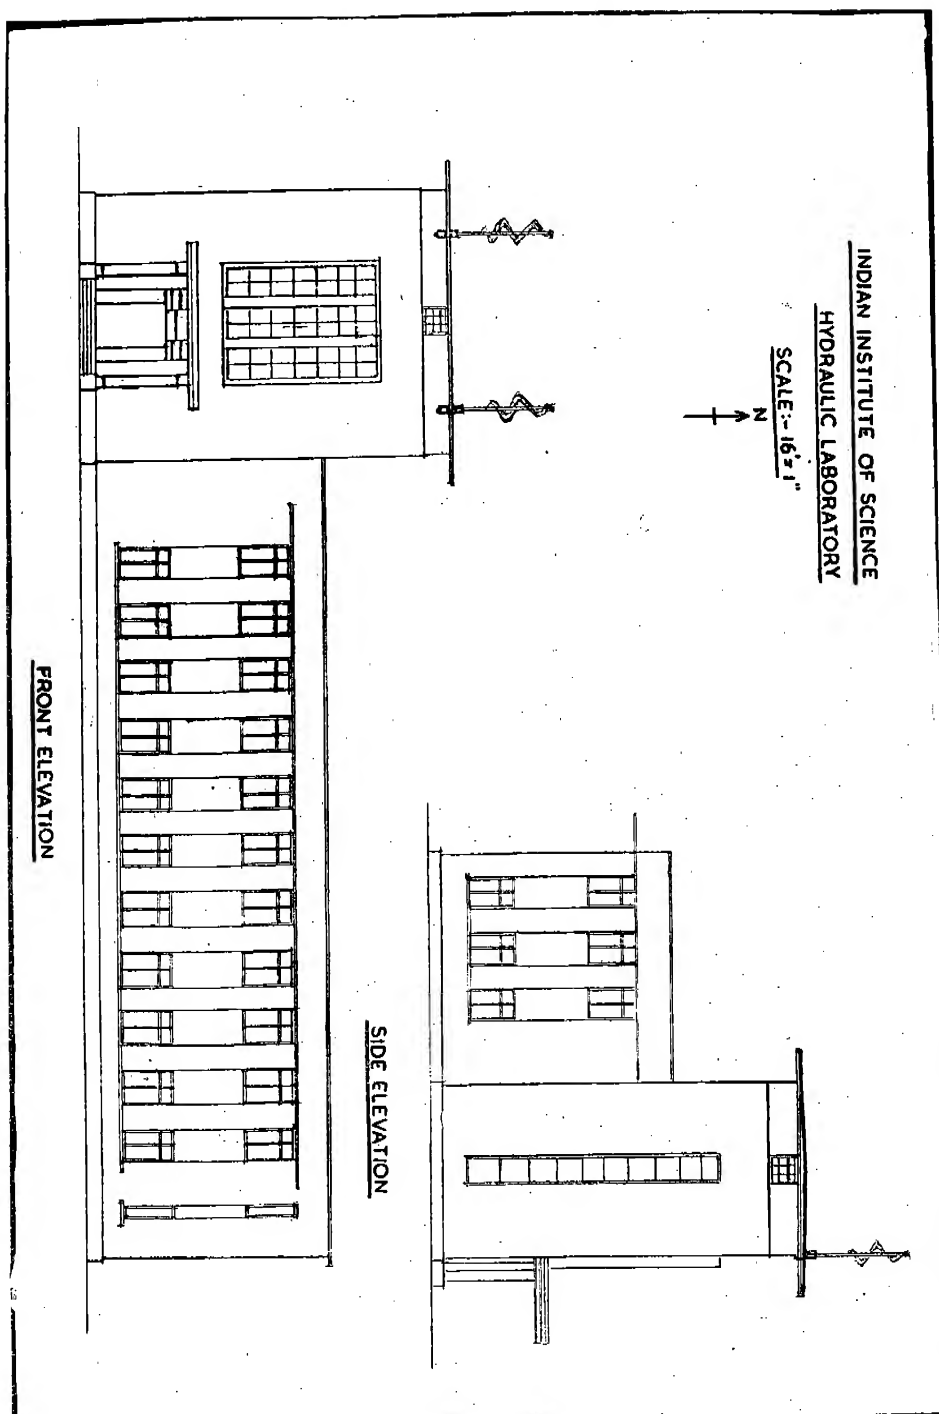 INDIAN INSTITUTE OF SCIENCE
HYDRAULIC LABORATORY
SCALE:- 16'=1"
N
SIDE ELEVATION
FRONT ELEVATION